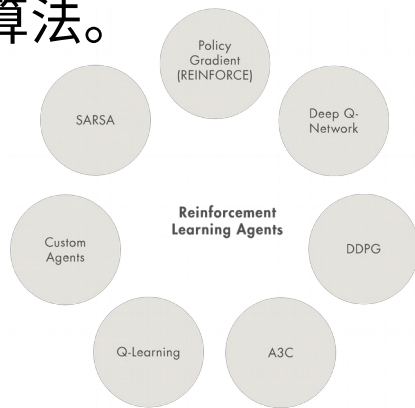 算法。
Policy
Gradient
(REINFORCE)
SARSA
Deep Q-
Network
Reinforcement
Learning Agents
Custom
Agents
DDPG
Q-Learning
A3C